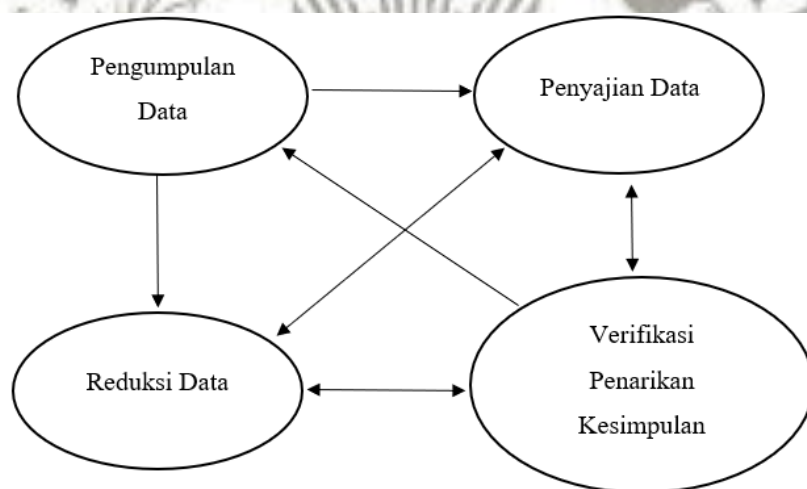 Pengumpulan
Data
Penyajian Data
Reduksi Data
Verifikasi
Penarikan
Kesimpulan